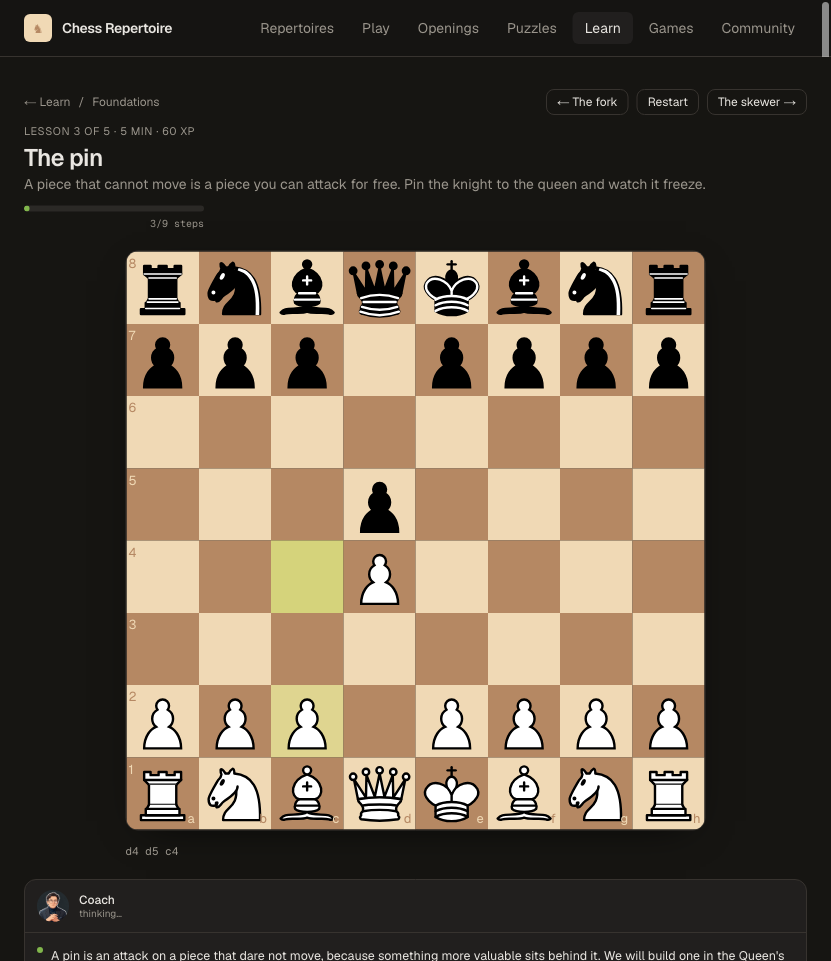 Chess Repertoire
Repertoires Play Openings Puzzles Learn Games Community
← Learn / Foundations
← The fork Restart The skewer →
LESSON 3 OF 5 · 5 MIN · 60 XP
The pin
A piece that cannot move is a piece you can attack for free. Pin the knight to the queen and watch it freeze.
3/9 steps
8
7
6
5
4
3
2
1
a b c d e f g h
d4 d5 c4
Coach
thinking…
A pin is an attack on a piece that dare not move, because something more valuable sits behind it. We will build one in the Queen's